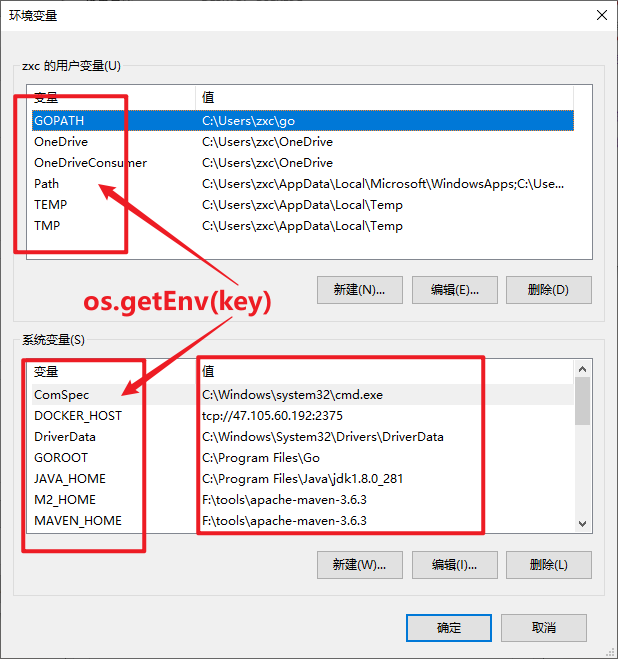 环境变量
zxc 的用户变量(U)
变量 值
GOPATH C:\Users\zxc\go
OneDrive C:\Users\zxc\OneDrive
OneDriveConsumer C:\Users\zxc\OneDrive
Path C:\Users\zxc\AppData\Local\Microsoft\WindowsApps;C:\Use...
TEMP C:\Users\zxc\AppData\Local\Temp
TMP C:\Users\zxc\AppData\Local\Temp
新建(N)... 编辑(E)... 删除(D)
os.getEnv(key)
系统变量(S)
变量 值
ComSpec C:\Windows\system32\cmd.exe
DOCKER_HOST tcp://47.105.60.192:2375
DriverData C:\Windows\System32\Drivers\DriverData
GOROOT C:\Program Files\Go
JAVA_HOME C:\Program Files\Java\jdk1.8.0_281
M2_HOME F:\tools\apache-maven-3.6.3
MAVEN_HOME F:\tools\apache-maven-3.6.3
新建(W)... 编辑(I)... 删除(L)
确定 取消